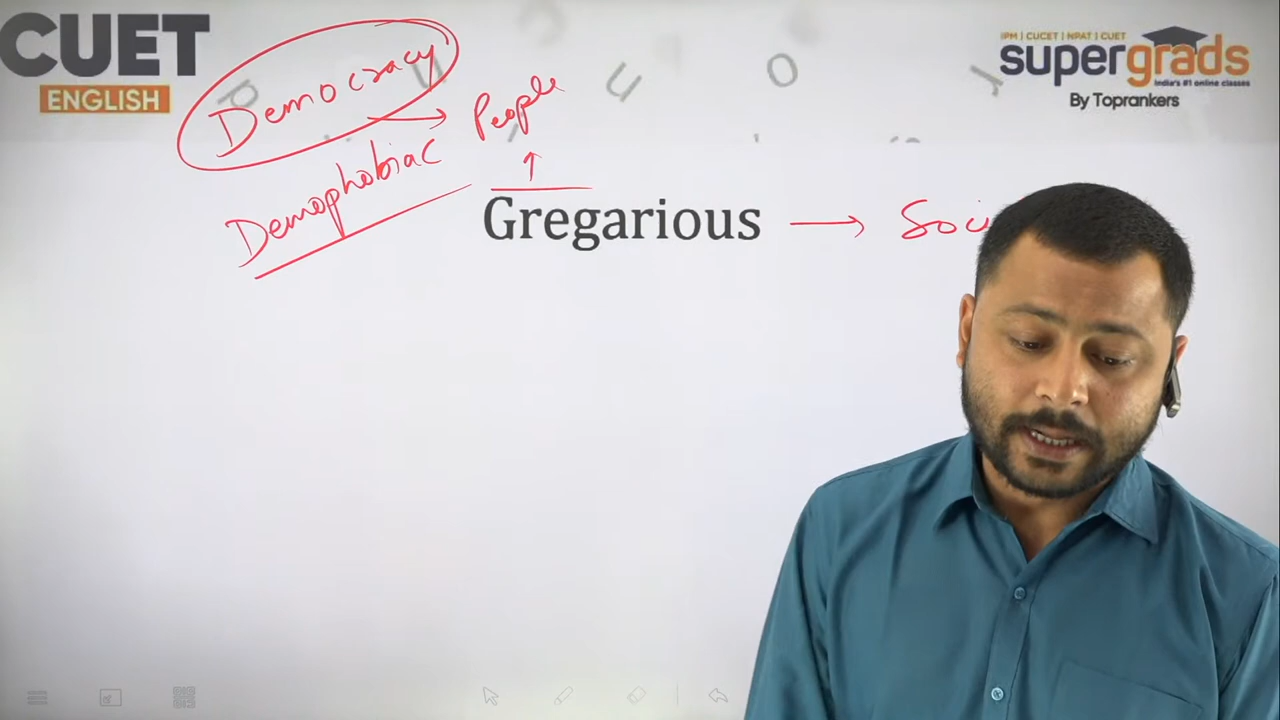 CUET
ENGLISH
IPM | CUCET | NPAT | CUET
supergrads
India's #1 online classes
By Toprankers
Democracy
People
Demophobiac
Gregarious → Soci